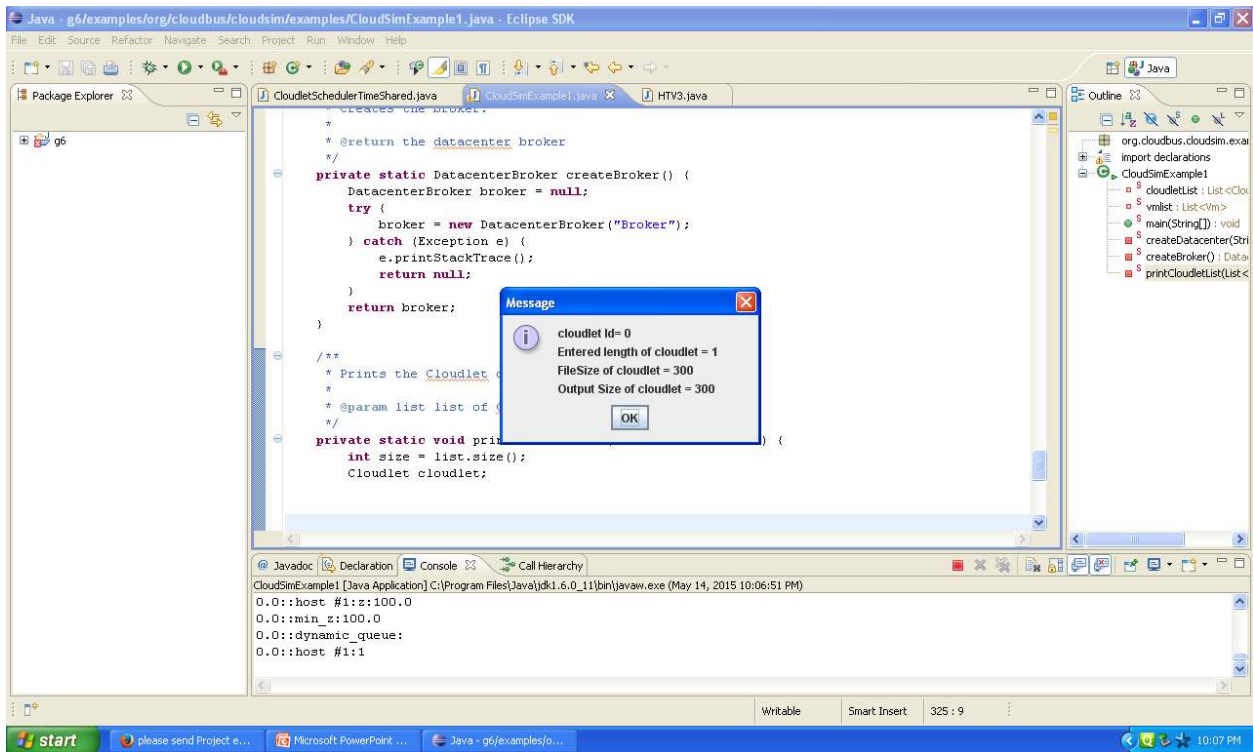 Java - g6/examples/org/cloudbus/cloudsim/examples/CloudSimExample1.java - Eclipse SDK
File Edit Source Refactor Navigate Search Project Run Window Help
Java
Package Explorer
g6
CloudletSchedulerTimeShared.java
CloudSimExample1.java
HTV3.java
* Creates the broker.
*
* @return the datacenter broker
*/
private static DatacenterBroker createBroker() {
DatacenterBroker broker = null;
try {
broker = new DatacenterBroker("Broker");
} catch (Exception e) {
e.printStackTrace();
return null;
}
return broker;
}
/**
* Prints the Cloudlet
*
* @param list list of
*/
private static void pri ) {
int size = list.size();
Cloudlet cloudlet;
Message
cloudlet Id= 0
Entered length of cloudlet = 1
FileSize of cloudlet = 300
Output Size of cloudlet = 300
OK
Outline
org.cloudbus.cloudsim.exa
import declarations
CloudSimExample1
cloudletList : List<Clou
vmlist : List<Vm>
main(String[]) : void
createDatacenter(Stri
createBroker() : Data
printCloudletList(List<
@ Javadoc Declaration Console Call Hierarchy
CloudSimExample1 [Java Application] C:\Program Files\Java\jdk1.6.0_11\bin\javaw.exe (May 14, 2015 10:06:51 PM)
0.0::host #1:z:100.0
0.0::min_z:100.0
0.0::dynamic_queue:
0.0::host #1:1
Writable Smart Insert 325 : 9
start please send Project e... Microsoft PowerPoint ... Java - g6/examples/o... 10:07 PM